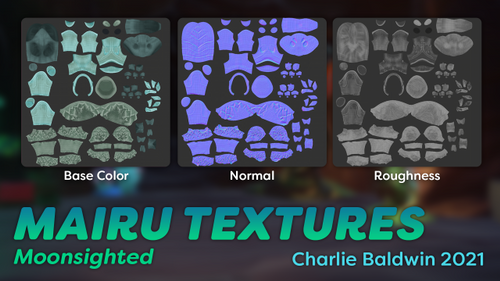 Base Color
Normal
Roughness
MAIRU TEXTURES
Moonsighted
Charlie Baldwin 2021